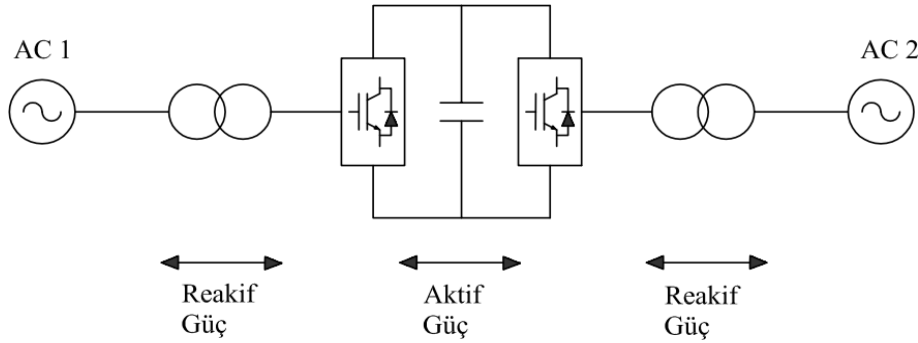 AC 1
AC 2
Reakif
Güç
Aktif
Güç
Reakif
Güç